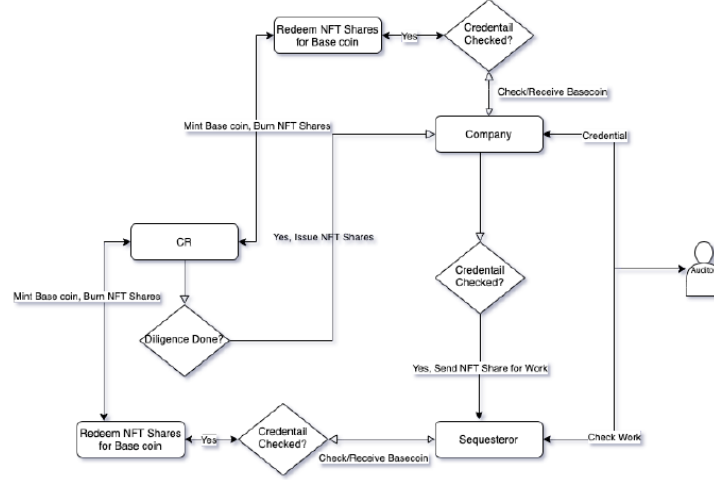 Redeem NFT Shares
for Base coin
Yes
Credentail
Checked?
Check/Receive Basecoin
Mint Base coin, Burn NFT Shares
Company
Credential
CR
Yes, Issue NFT Shares
Credentail
Checked?
Auditor
Mint Base coin, Burn NFT Shares
Diligence Done?
Yes, Send NFT Share for Work
Redeem NFT Shares
for Base coin
Yes
Credentail
Checked?
Check/Receive Basecoin
Sequesteror
Check Work